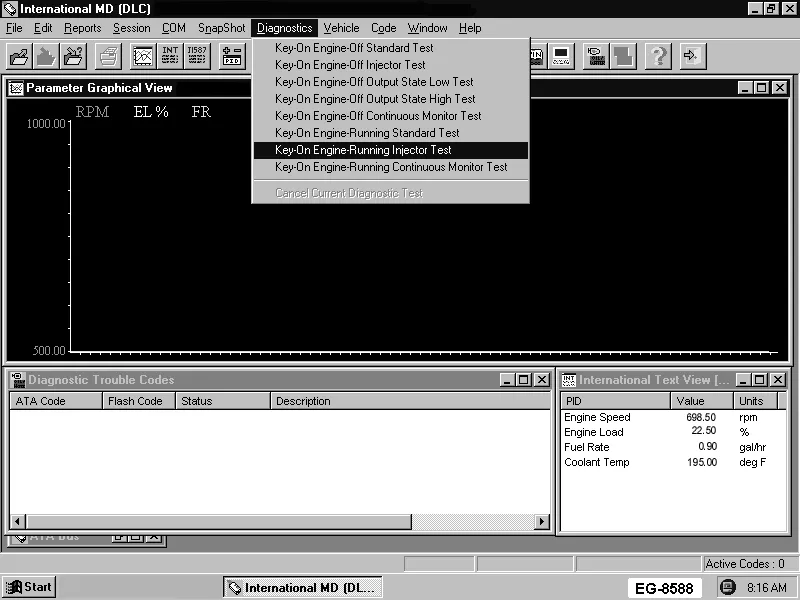 International MD (DLC)
File Edit Reports Session COM SnapShot Diagnostics Vehicle Code Window Help
INT II587 PID
Key-On Engine-Off Standard Test
Key-On Engine-Off Injector Test
Key-On Engine-Off Output State Low Test
Key-On Engine-Off Output State High Test
Key-On Engine-Off Continuous Monitor Test
Key-On Engine-Running Standard Test
Key-On Engine-Running Injector Test
Key-On Engine-Running Continuous Monitor Test
Cancel Current Diagnostic Test
Parameter Graphical View
RPM EL % FR
1000.00
500.00
Diagnostic Trouble Codes
ATA Code Flash Code Status Description
International Text View [...
PID Value Units
Engine Speed 698.50 rpm
Engine Load 22.50 %
Fuel Rate 0.90 gal/hr
Coolant Temp 195.00 deg F
ATA Bus
Active Codes : 0
Start International MD (DL... EG-8588 8:16 AM